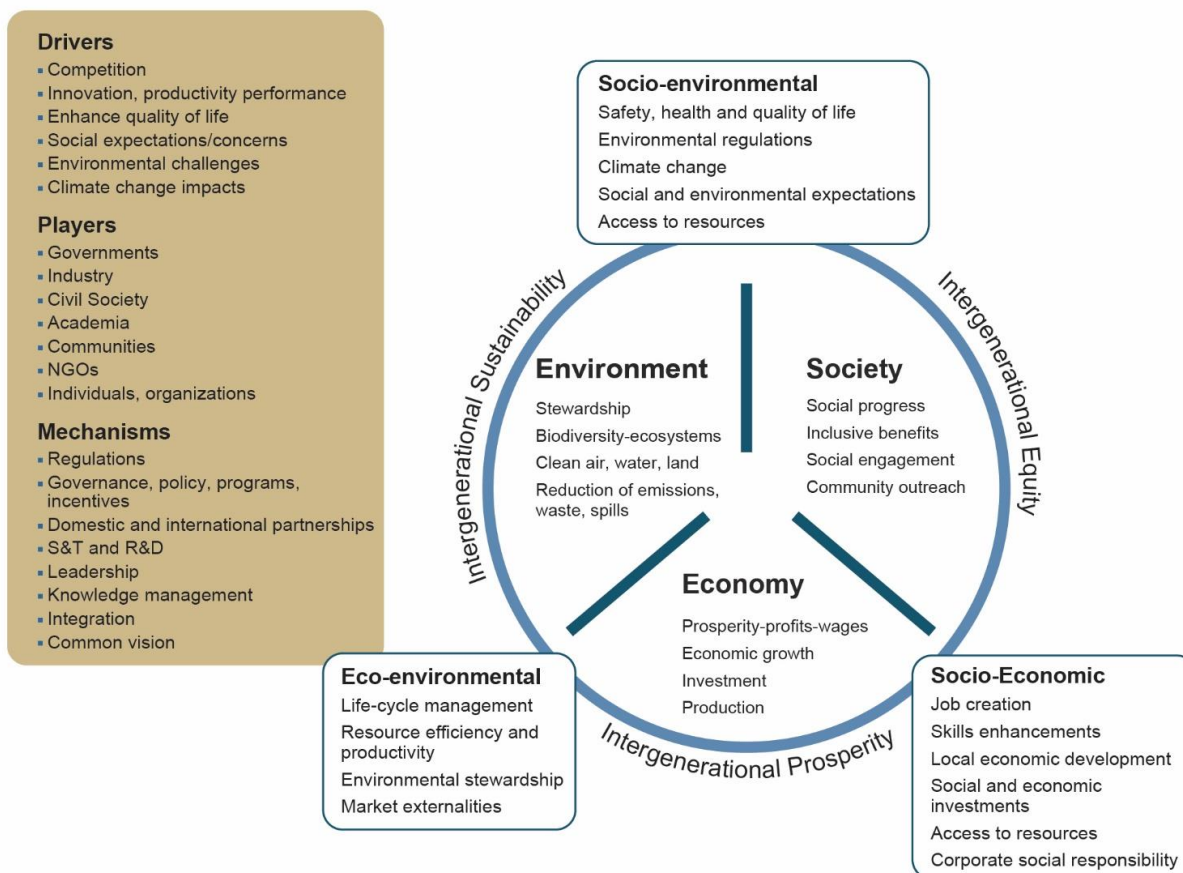 Drivers
▪ Competition
▪ Innovation, productivity performance
▪ Enhance quality of life
▪ Social expectations/concerns
▪ Environmental challenges
▪ Climate change impacts
Players
▪ Governments
▪ Industry
▪ Civil Society
▪ Academia
▪ Communities
▪ NGOs
▪ Individuals, organizations
Mechanisms
▪ Regulations
▪ Governance, policy, programs,
incentives
▪ Domestic and international partnerships
▪ S&T and R&D
▪ Leadership
▪ Knowledge management
▪ Integration
▪ Common vision
Socio-environmental
Safety, health and quality of life
Environmental regulations
Climate change
Social and environmental expectations
Access to resources
Intergenerational Sustainability
Intergenerational Equity
Environment
Stewardship
Biodiversity-ecosystems
Clean air, water, land
Reduction of emissions,
waste, spills
Society
Social progress
Inclusive benefits
Social engagement
Community outreach
Economy
Prosperity-profits-wages
Economic growth
Investment
Production
Intergenerational Prosperity
Eco-environmental
Life-cycle management
Resource efficiency and
productivity
Environmental stewardship
Market externalities
Socio-Economic
Job creation
Skills enhancements
Local economic development
Social and economic
investments
Access to resources
Corporate social responsibility